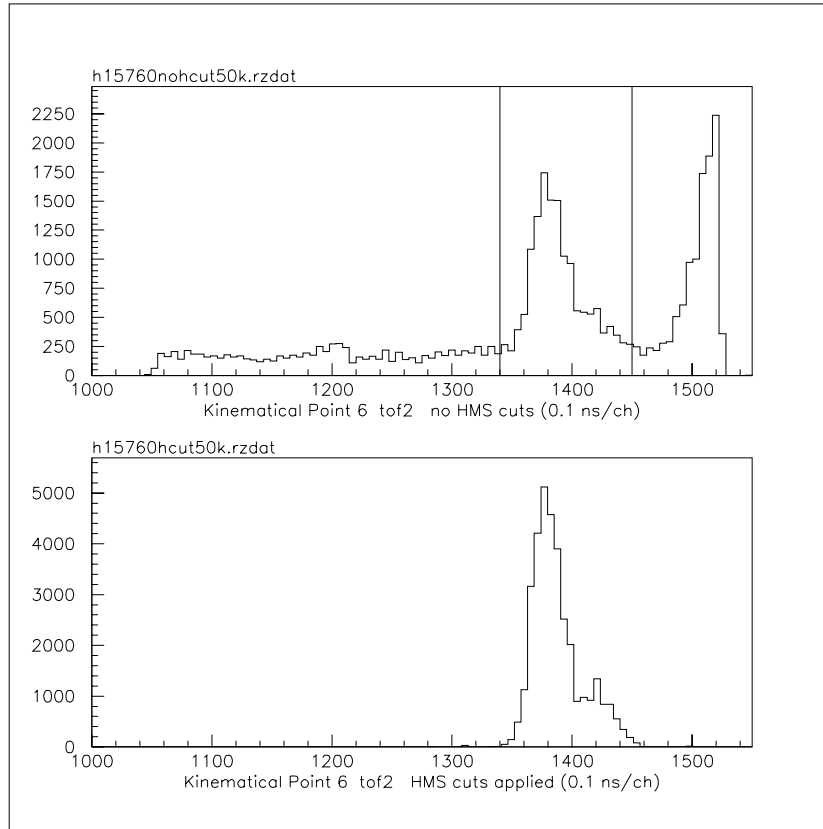 h15760nohcut50k.rzdat
2250
2000
1750
1500
1250
1000
750
500
250
0
1000 1100 1200 1300 1400 1500
Kinematical Point 6 tof2 no HMS cuts (0.1 ns/ch)
h15760hcut50k.rzdat
5000
4000
3000
2000
1000
0
1000 1100 1200 1300 1400 1500
Kinematical Point 6 tof2 HMS cuts applied (0.1 ns/ch)